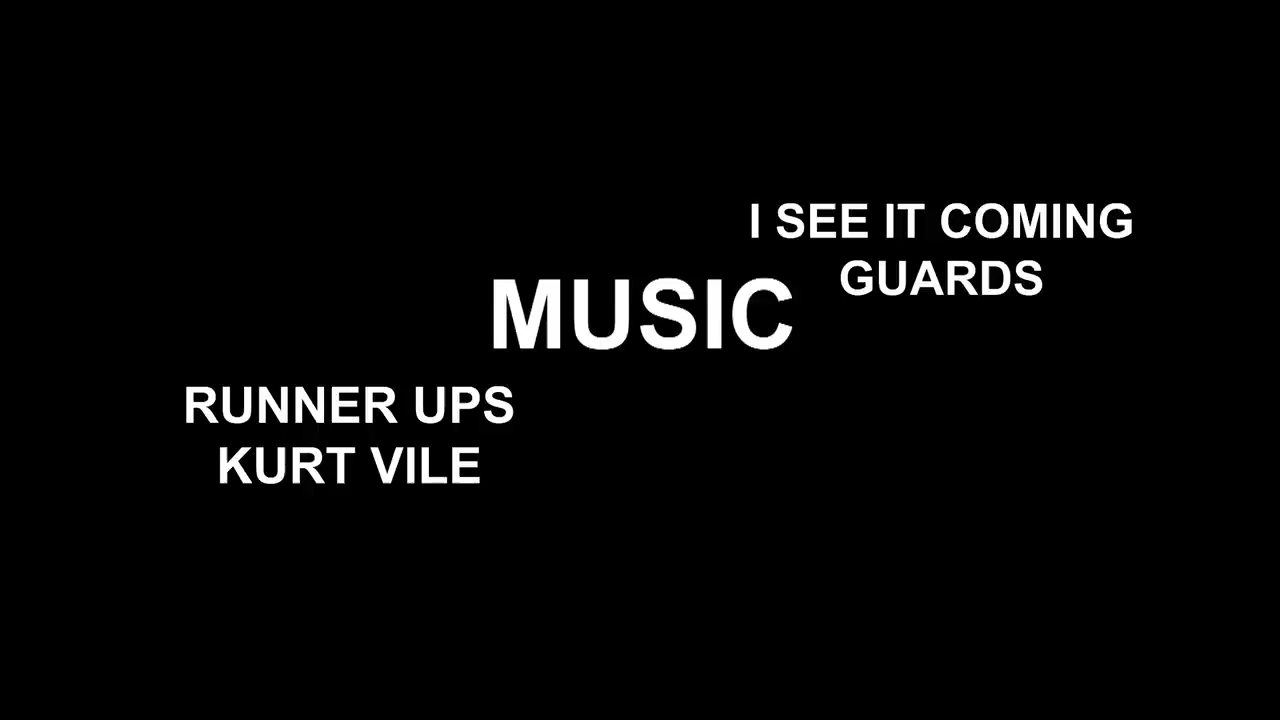 I SEE IT COMING
GUARDS
MUSIC
RUNNER UPS
KURT VILE